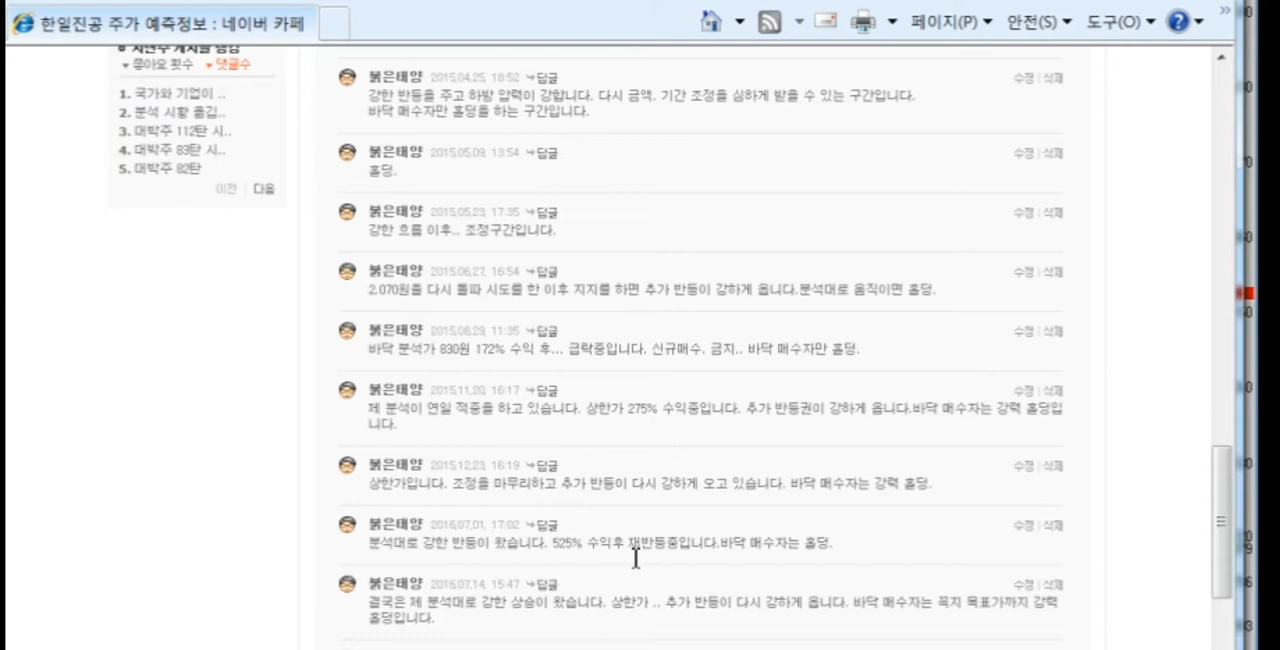 한일진공 주가 예측정보 : 네이버 카페
페이지(P) 안전(S) 도구(O)
좋아요 횟수 댓글수
1. 국가와 기업이 ..
2. 분석 시황 옮김..
3. 대박주 112탄 시..
4. 대박주 83탄 시..
5. 대박주 82탄
이전 다음
붉은태양 2015.04.25, 18:52 답글 수정 | 삭제
강한 반등을 주고 하방 압력이 강합니다. 다시 금액. 기간 조정을 심하게 받을 수 있는 구간입니다.
바닥 매수자만 홀딩을 하는 구간입니다.
붉은태양 2015.05.09, 13:54 답글 수정 | 삭제
홀딩.
붉은태양 2015.05.23, 17:35 답글 수정 | 삭제
강한 흐름 이후.. 조정구간입니다.
붉은태양 2015.06.27, 16:54 답글 수정 | 삭제
2.070원을 다시 돌파 시도를 한 이후 지지를 하면 추가 반등이 강하게 옵니다.분석대로 움직이면 홀딩.
붉은태양 2015.08.29, 11:35 답글 수정 | 삭제
바닥 분석가 830원 172% 수익 후... 급락중입니다. 신규매수. 금지.. 바닥 매수자만 홀딩.
붉은태양 2015.11.20, 16:17 답글 수정 | 삭제
제 분석이 연일 적중을 하고 있습니다. 상한가 275% 수익중입니다. 추가 반등권이 강하게 옵니다.바닥 매수자는 강력 홀딩입
니다.
붉은태양 2015.12.23, 16:19 답글 수정 | 삭제
상한가입니다. 조정을 마무리하고 추가 반등이 다시 강하게 오고 있습니다. 바닥 매수자는 강력 홀딩.
붉은태양 2016.07.01, 17:02 답글 수정 | 삭제
분석대로 강한 반등이 왔습니다. 525% 수익후 재반등중입니다.바닥 매수자는 홀딩.
붉은태양 2016.07.14, 15:47 답글 수정 | 삭제
결국은 제 분석대로 강한 상승이 왔습니다. 상한가 .. 추가 반등이 다시 강하게 옵니다. 바닥 매수자는 꼭지 목표가까지 강력
홀딩입니다.